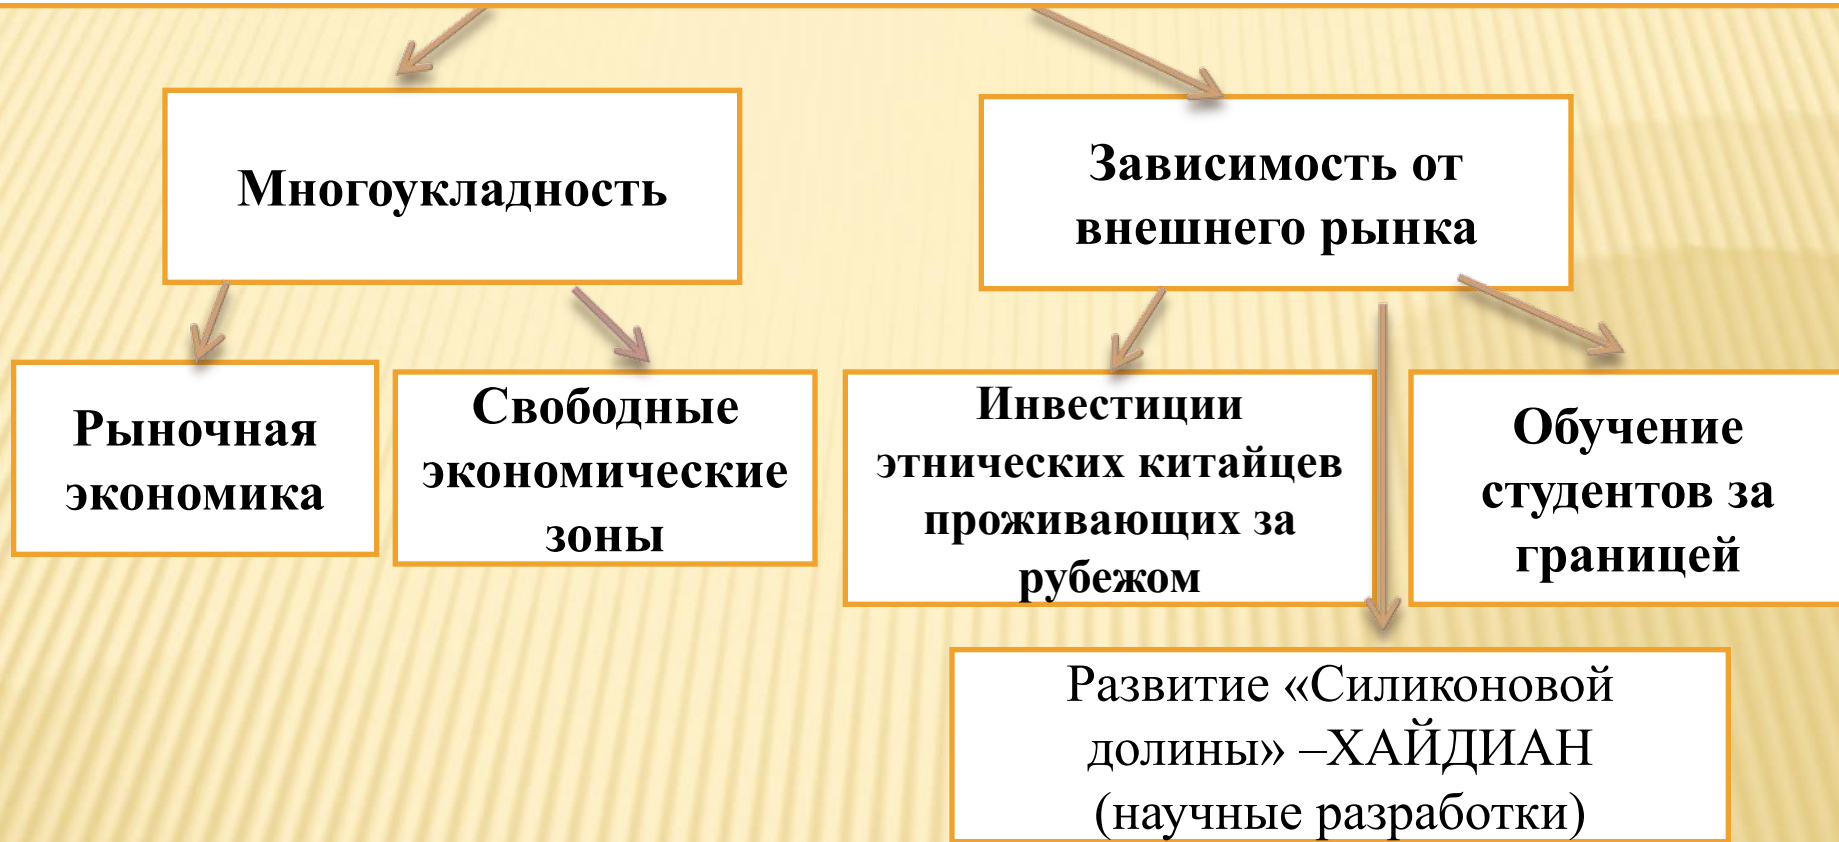 Многоукладность
Зависимость от
внешнего рынка
Рыночная
экономика
Свободные
экономические
зоны
Инвестиции
этнических китайцев
проживающих за
рубежом
Обучение
студентов за
границей
Развитие «Силиконовой
долины» –ХАЙДИАН
(научные разработки)